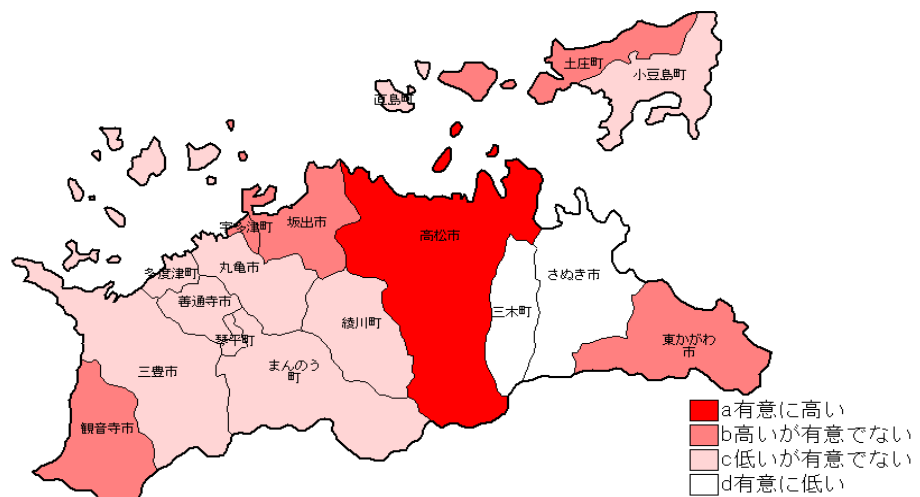 土庄町
小豆島町
直島町
宇多津町
坂出市
高松市
多度津町
丸亀市
さぬき市
善通寺市
三木町
綾川町
琴平町
東かがわ
市
三豊市
まんのう
町
観音寺市
a有意に高い
b高いが有意でない
c低いが有意でない
d有意に低い